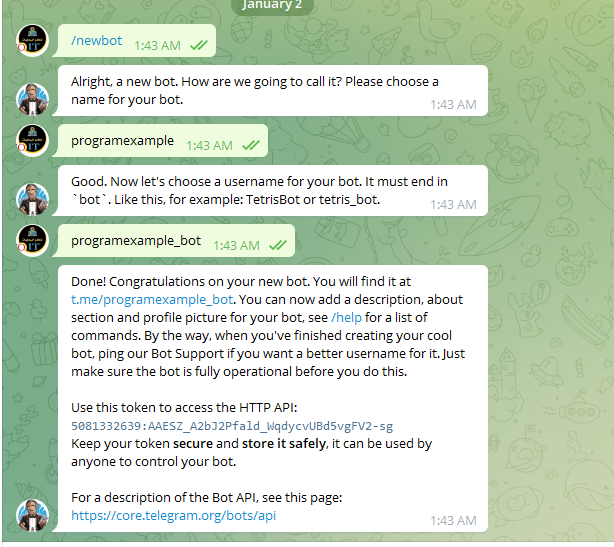 January 2
/newbot 1:43 AM
Alright, a new bot. How are we going to call it? Please choose a
name for your bot. 1:43 AM
programexample 1:43 AM
Good. Now let's choose a username for your bot. It must end in
`bot`. Like this, for example: TetrisBot or tetris_bot. 1:43 AM
programexample_bot 1:43 AM
Done! Congratulations on your new bot. You will find it at
t.me/programexample_bot. You can now add a description, about
section and profile picture for your bot, see /help for a list of
commands. By the way, when you've finished creating your cool
bot, ping our Bot Support if you want a better username for it. Just
make sure the bot is fully operational before you do this.
Use this token to access the HTTP API:
5081332639:AAESZ_A2bJ2Pfald_WqdycvUBd5vgFV2-sg
Keep your token secure and store it safely, it can be used by
anyone to control your bot.
For a description of the Bot API, see this page:
https://core.telegram.org/bots/api 1:43 AM